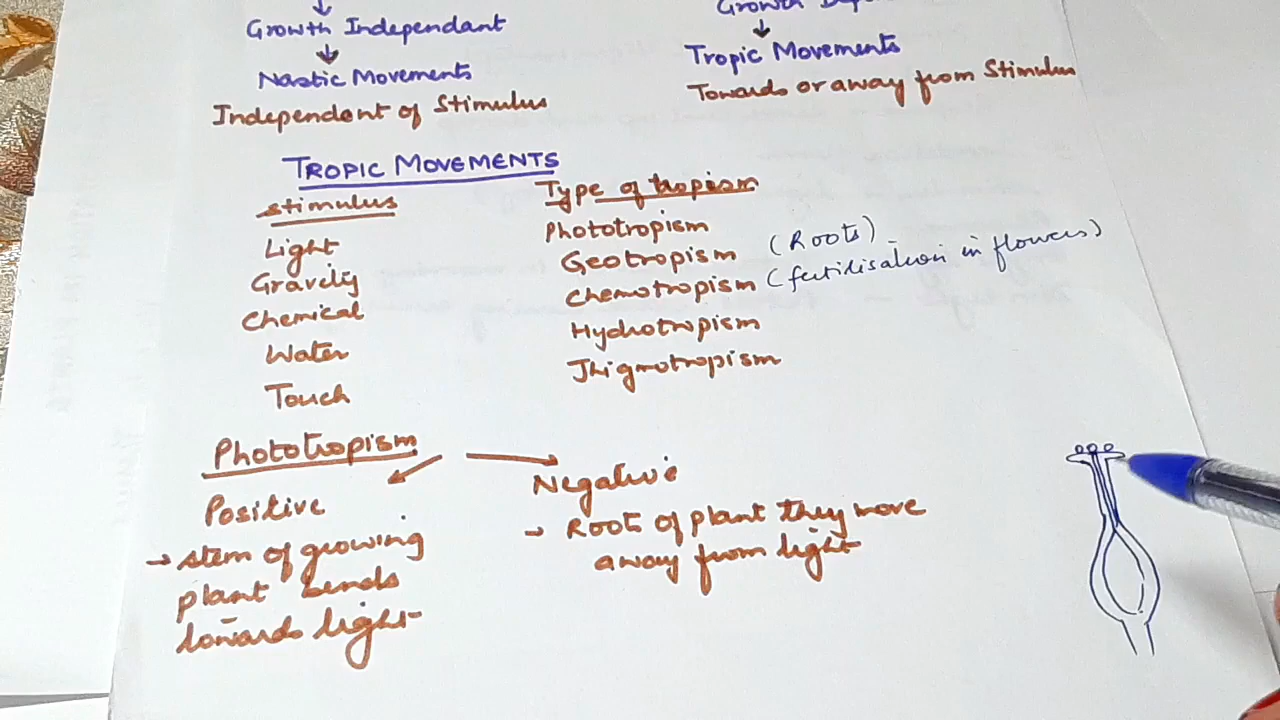 Growth Independant
Nastic Movements
Independent of Stimulus
Growth
Tropic Movements
Towards or away from Stimulus
TROPIC MOVEMENTS
stimulus
Type of tropism
Light
Phototropism
Gravity
Geotropism (Roots)
Chemical
Chemotropism (fertilisation in flowers)
Water
Hydrotropism
Touch
Thigmotropism
Phototropism
Positive
→ stem of growing
plant bends
towards light
Negative
→ Roots of plant they move
away from light